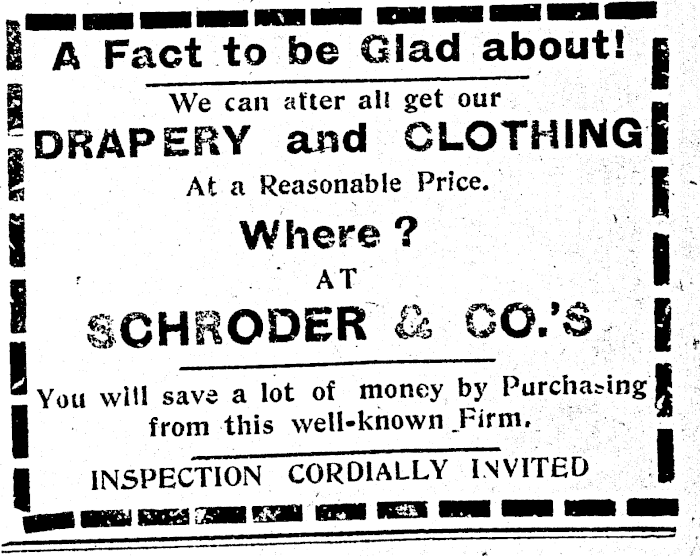 A Fact to be Glad about!
We can after all get our
DRAPERY and CLOTHING
At a Reasonable Price.
Where ?
AT
SCHRODER & CO.'S
You will save a lot of money by Purchasing
from this well-known Firm.
INSPECTION CORDIALLY INVITED